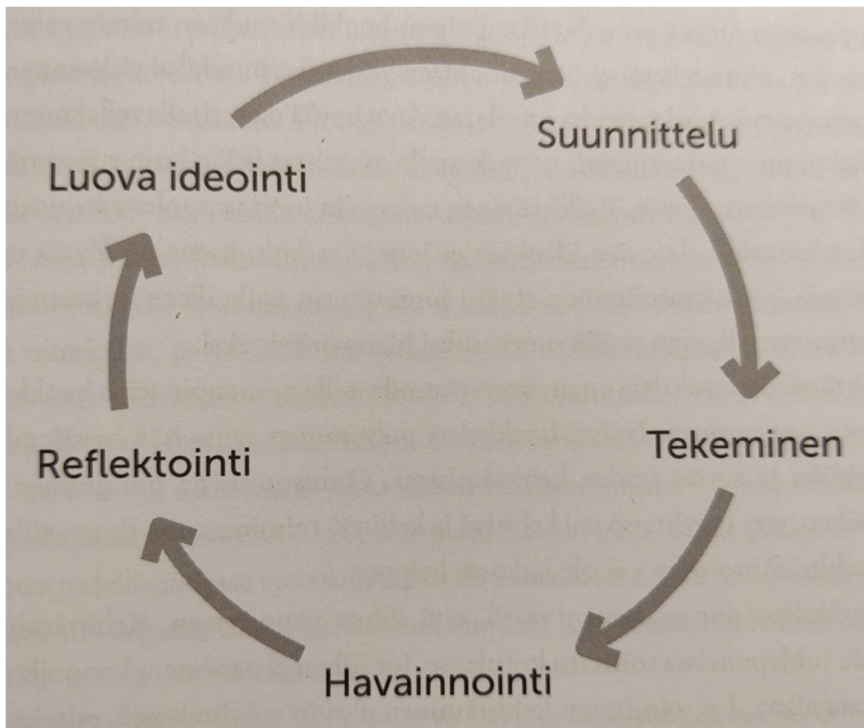 Luova ideointi
Suunnittelu
Tekeminen
Havainnointi
Reflektointi